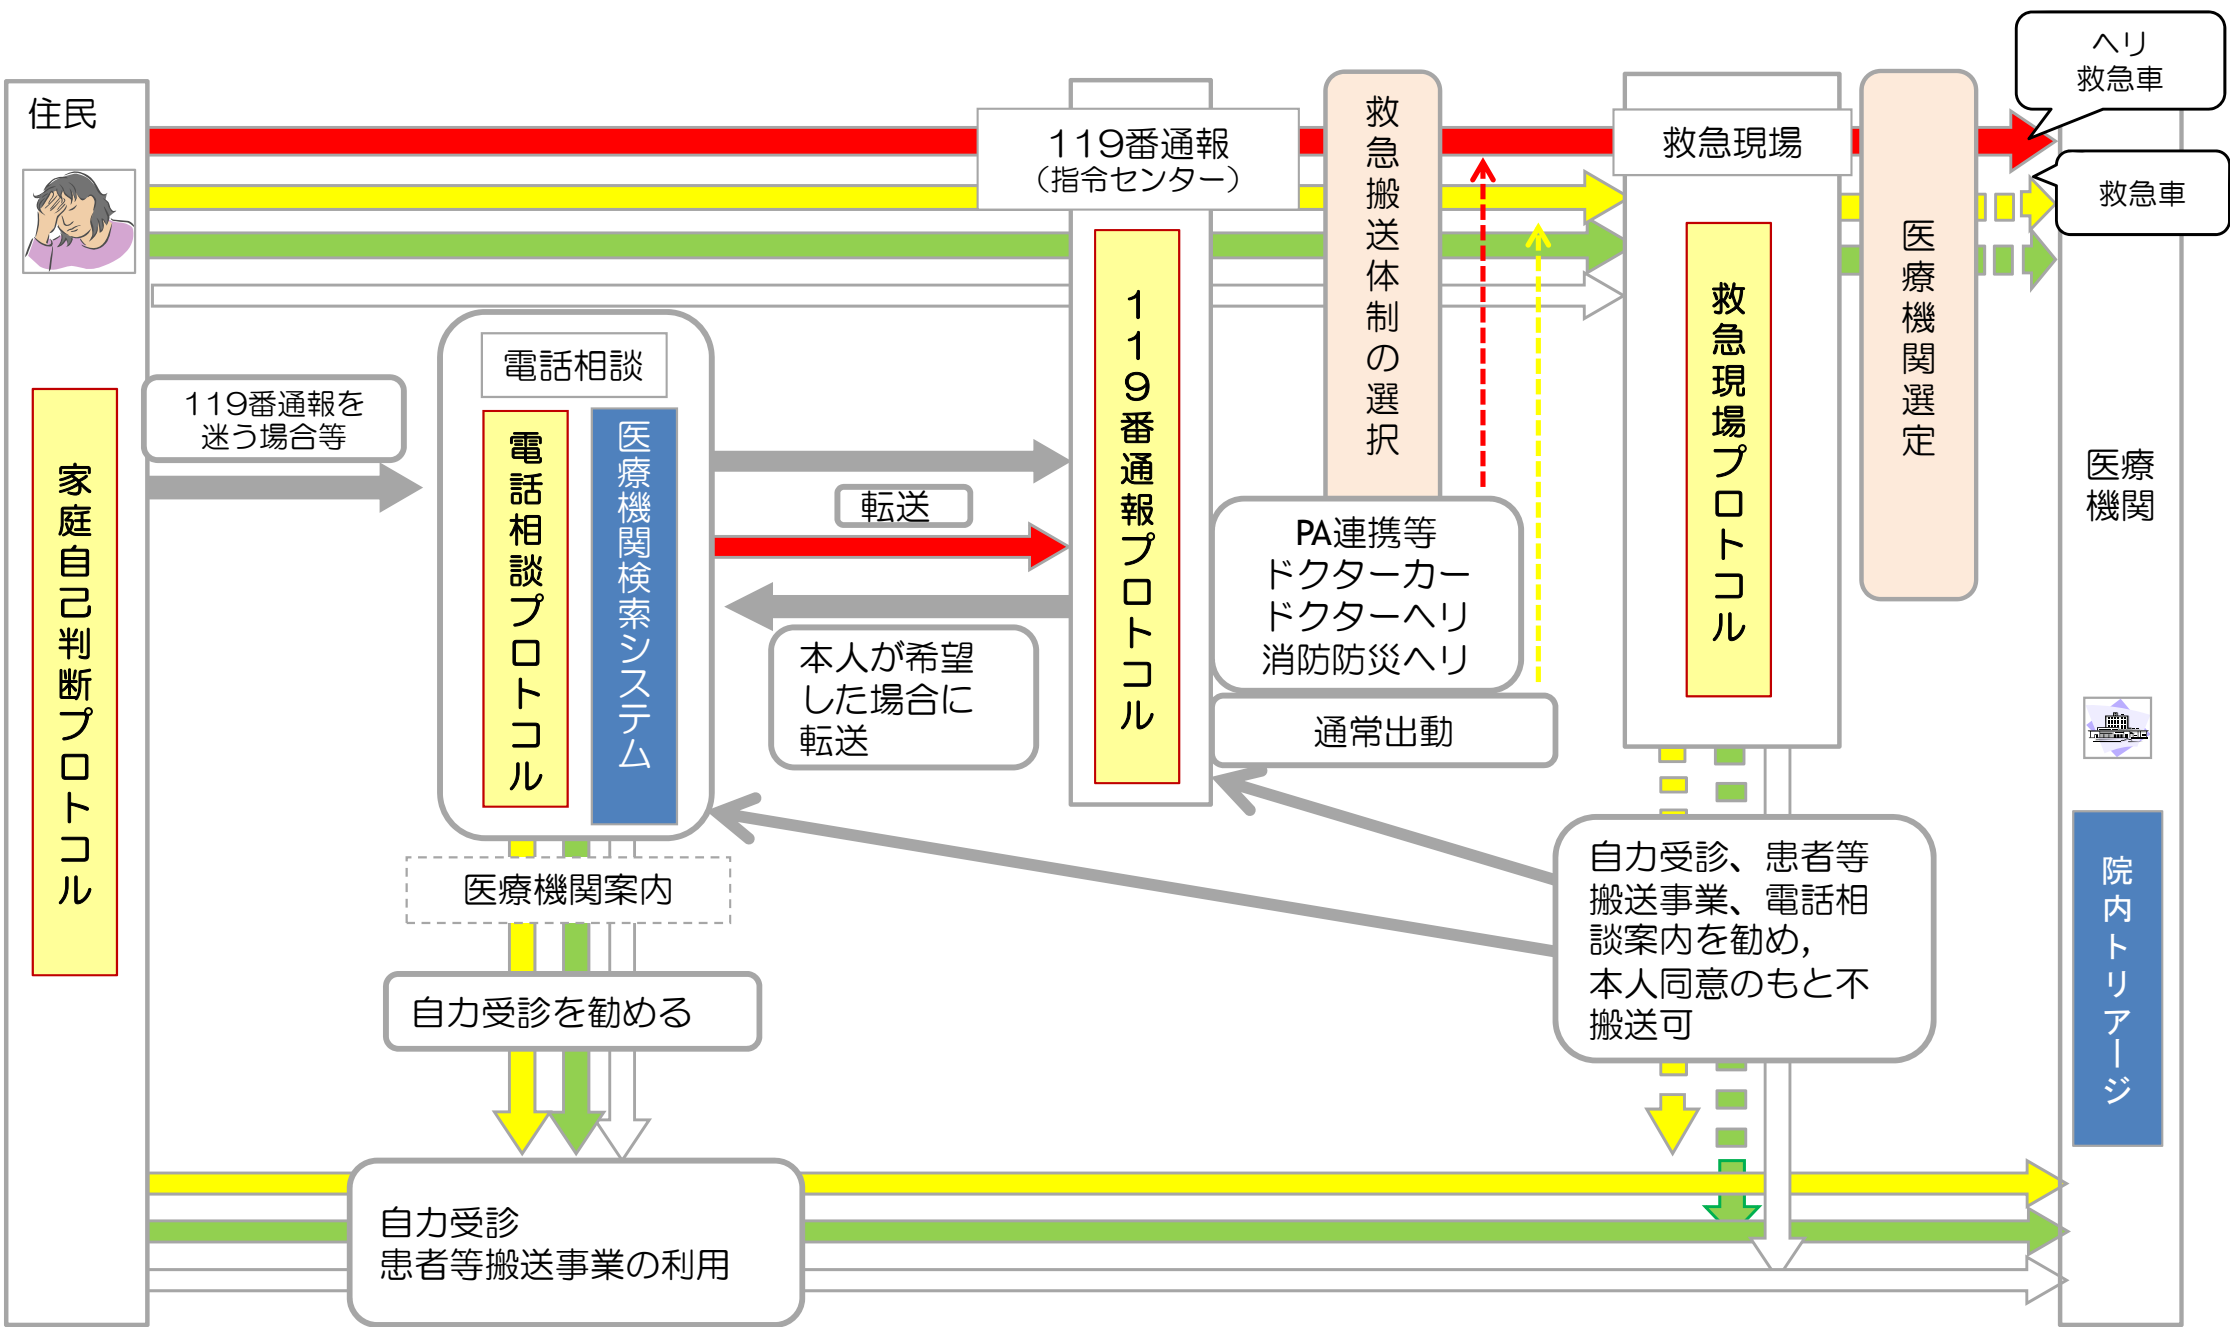 住民
家庭自己判断プロトコル
119番通報を
迷う場合等
電話相談
電話相談プロトコル
医療機関検索システム
医療機関案内
自力受診を勧める
自力受診
患者等搬送事業の利用
転送
本人が希望
した場合に
転送
119番通報
（指令センター）
119番通報プロトコル
救急搬送体制の選択
PA連携等
ドクターカー
ドクターヘリ
消防防災ヘリ
通常出動
救急現場
救急現場プロトコル
自力受診、患者等
搬送事業、電話相
談案内を勧め,
本人同意のもと不
搬送可
医療機関選定
ヘリ
救急車
救急車
医療
機関
院内トリアージ